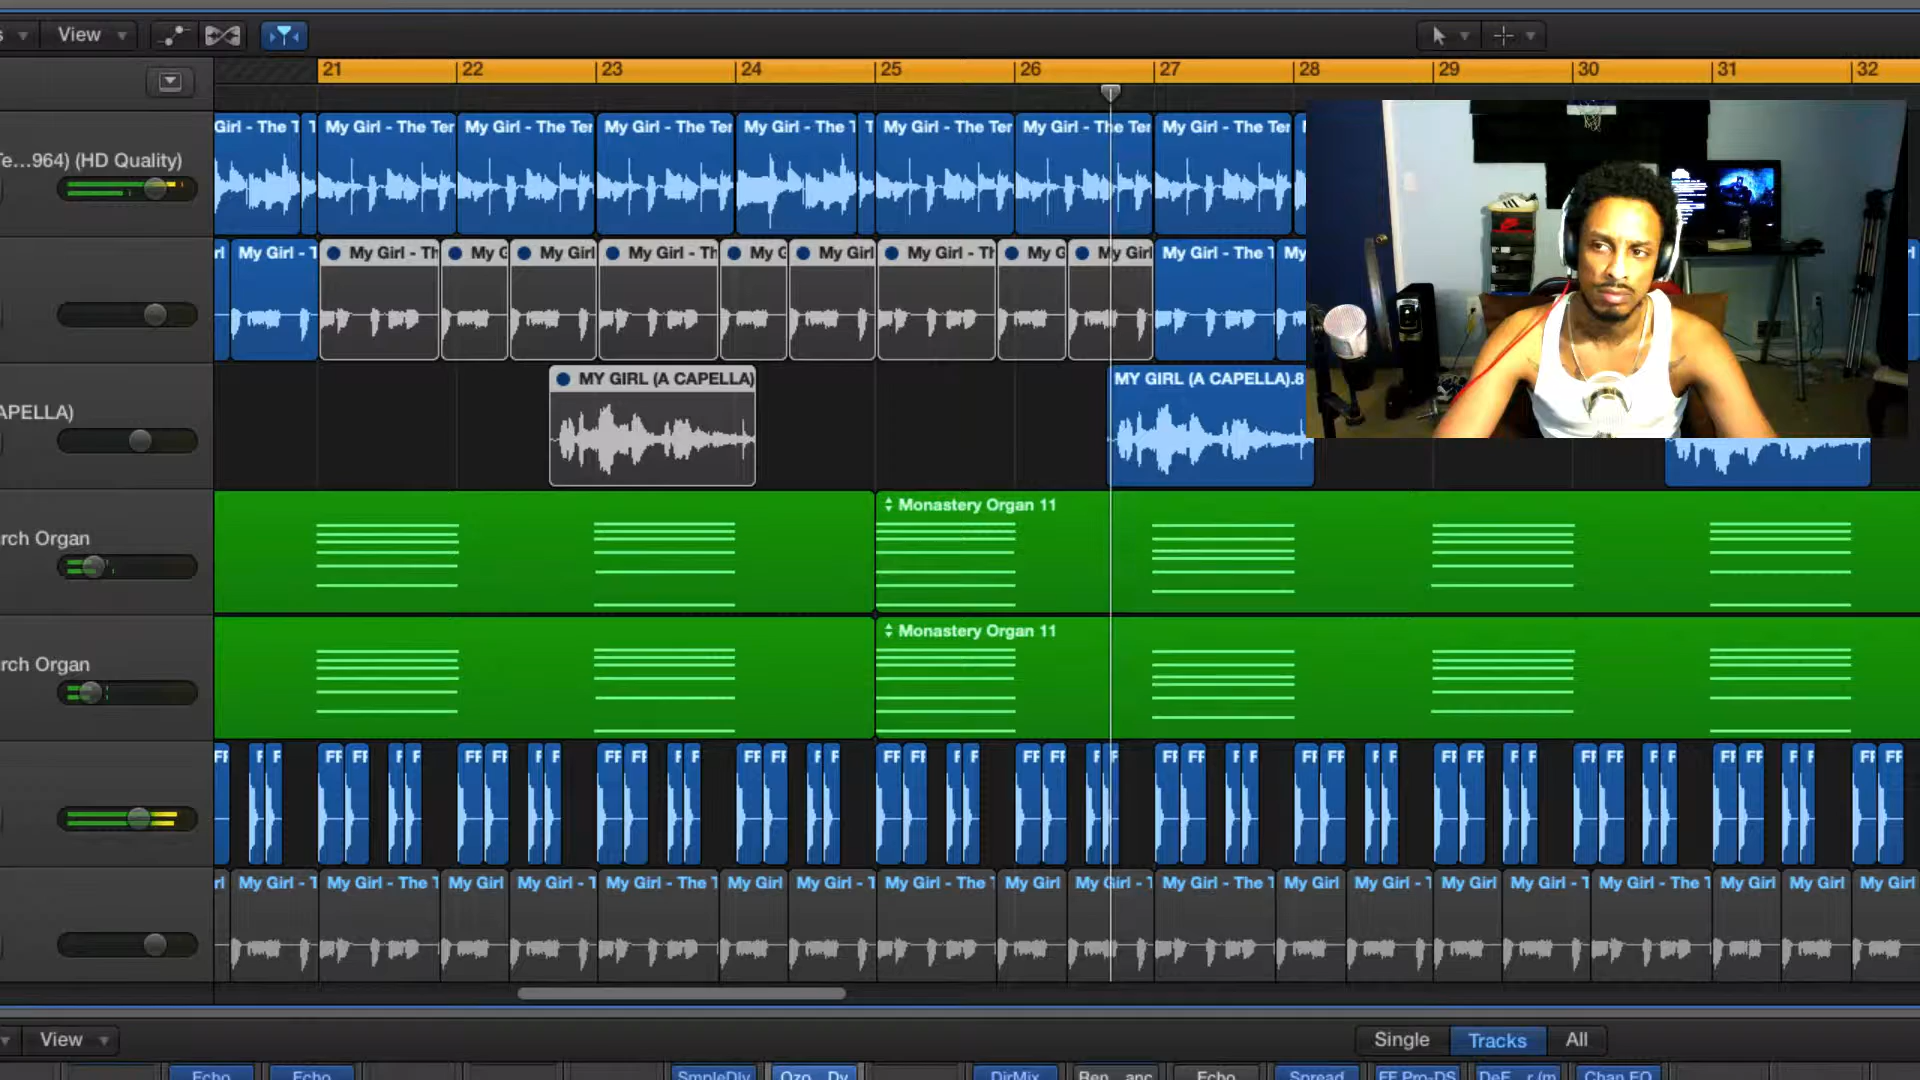 View
21 22 23 24 25 26 27 28 29 30 31 32
Te...964) (HD Quality)
Girl - The T My Girl - The Ter My Girl - The Ter My Girl - The Ter My Girl - The T My Girl - The Ter My Girl - The Ter My Girl - The Ter
My Girl - T My Girl - Th My G My Girl My Girl - Th My G My Girl My Girl - Th My G My Girl My Girl - The T My
APELLA)
MY GIRL (A CAPELLA) MY GIRL (A CAPELLA).8
rch Organ
Monastery Organ 11
rch Organ
Monastery Organ 11
FF F F FF FF F F FF FF F F FF FF F F FF FF F F FF FF F F FF FF F F FF FF F F FF FF F F FF FF F F FF FF F F FF FF F F FF FF
rl My Girl - T My Girl - The T My Girl My Girl - T My Girl - The T My Girl My Girl - T My Girl - The T My Girl My Girl - T My Girl - The T My Girl My Girl - T My Girl My Girl - T My Girl - The T My Girl My Girl My Girl
View
Single Tracks All
Echo Echo SmpleDly Ozo...Dy DirMix Echo Spread FF Pro-DS DeE...r (m Chan EQ